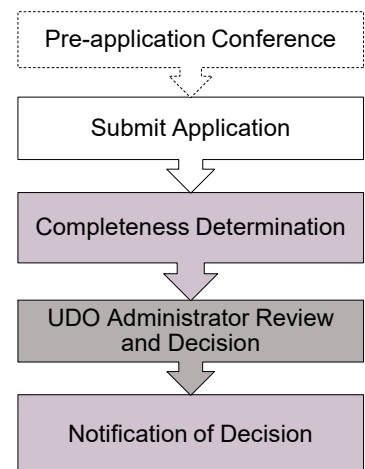 Pre-application Conference
Submit Application
Completeness Determination
UDO Administrator Review
and Decision
Notification of Decision